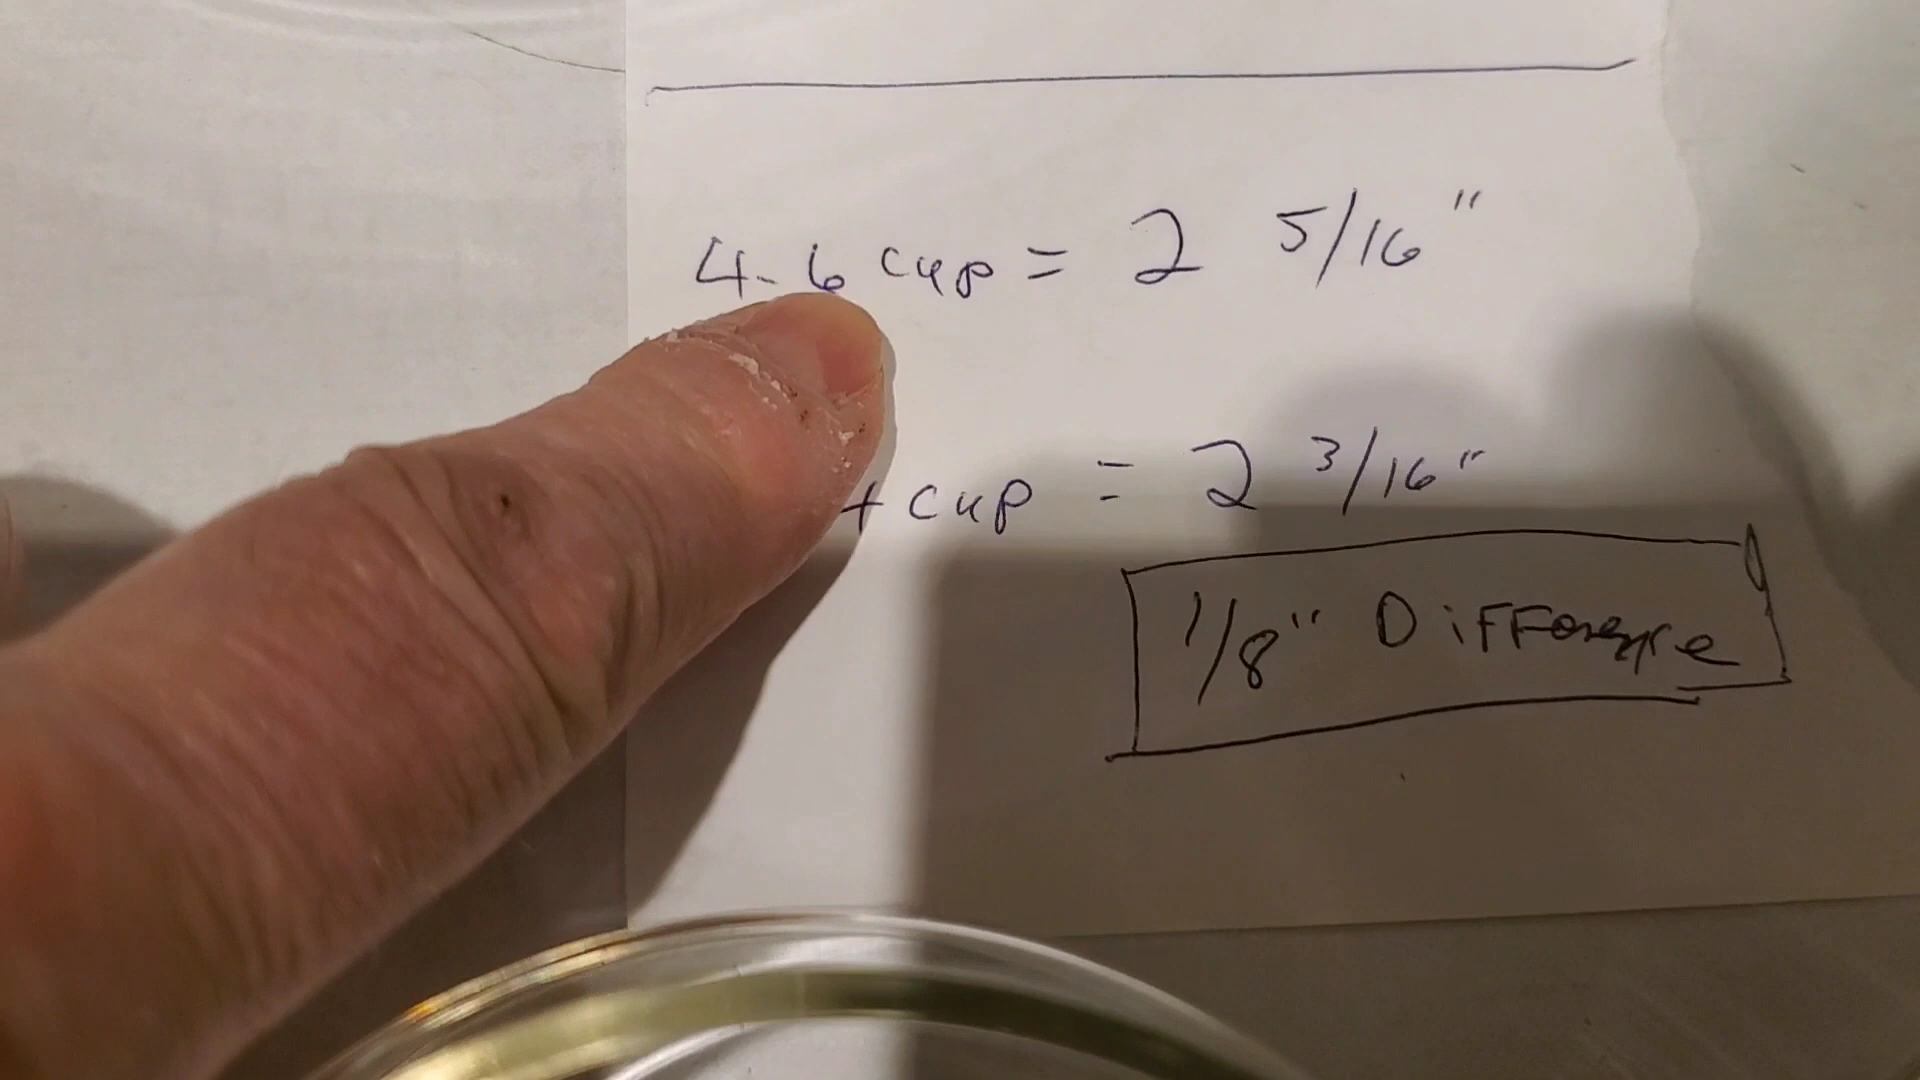 4-6 cup = 2 5/16"
+ cup = 2 3/16"
1/8" Difference